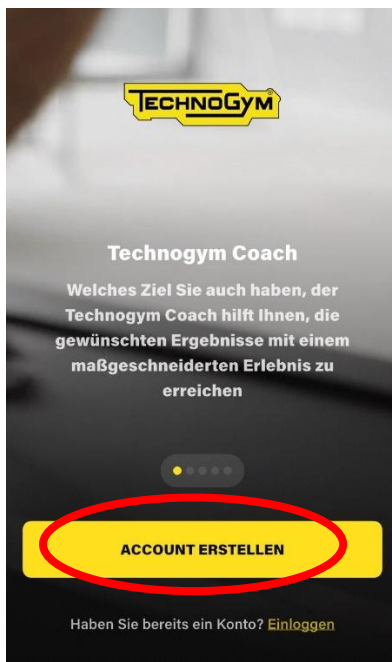 TECHNOGYM
Technogym Coach
Welches Ziel Sie auch haben, der
Technogym Coach hilft Ihnen, die
gewünschten Ergebnisse mit einem
maßgeschneiderten Erlebnis zu
erreichen
ACCOUNT ERSTELLEN
Haben Sie bereits ein Konto? Einloggen